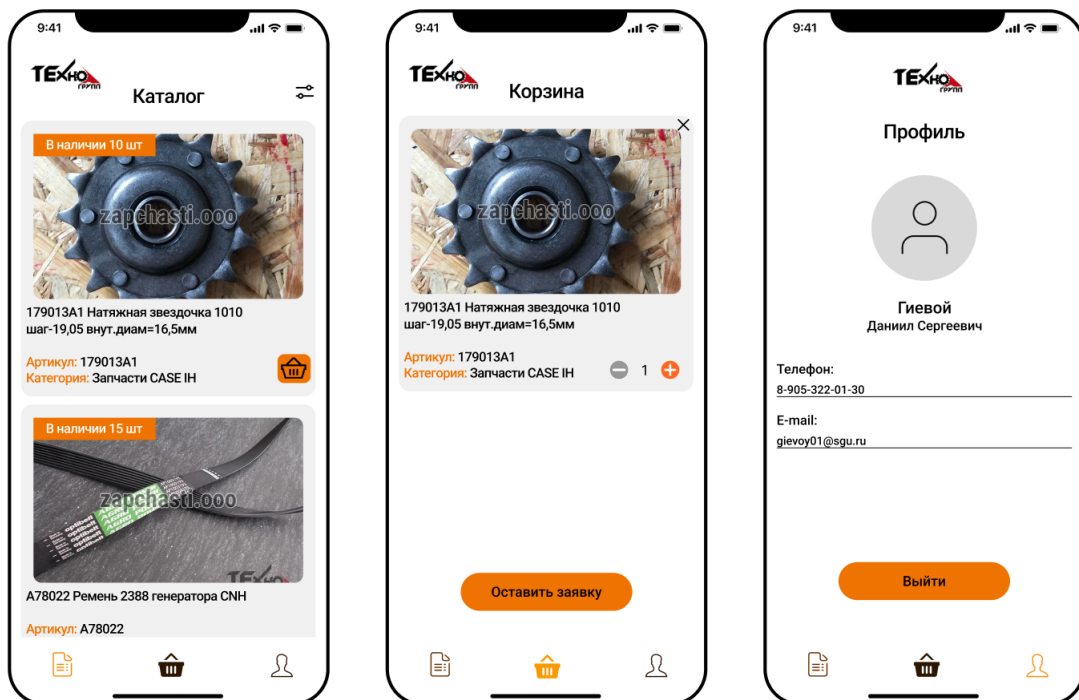 9:41
ТЕХНО
ГРУПП
Каталог
В наличии 10 шт
zapchasti.ooo
179013A1 Натяжная звездочка 1010
шаг-19,05 внут.диам=16,5мм
Артикул: 179013A1
Категория: Запчасти CASE IH
В наличии 15 шт
optibelt
AGRO POWER
zapchasti.ooo
ТЕХНО
A78022 Ремень 2388 генератора CNH
Артикул: A78022
9:41
ТЕХНО
ГРУПП
Корзина
zapchasti.ooo
179013A1 Натяжная звездочка 1010
шаг-19,05 внут.диам=16,5мм
Артикул: 179013A1
Категория: Запчасти CASE IH
1
Оставить заявку
9:41
ТЕХНО
ГРУПП
Профиль
Гиевой
Даниил Сергеевич
Телефон:
8-905-322-01-30
E-mail:
gievoy01@sgu.ru
Выйти